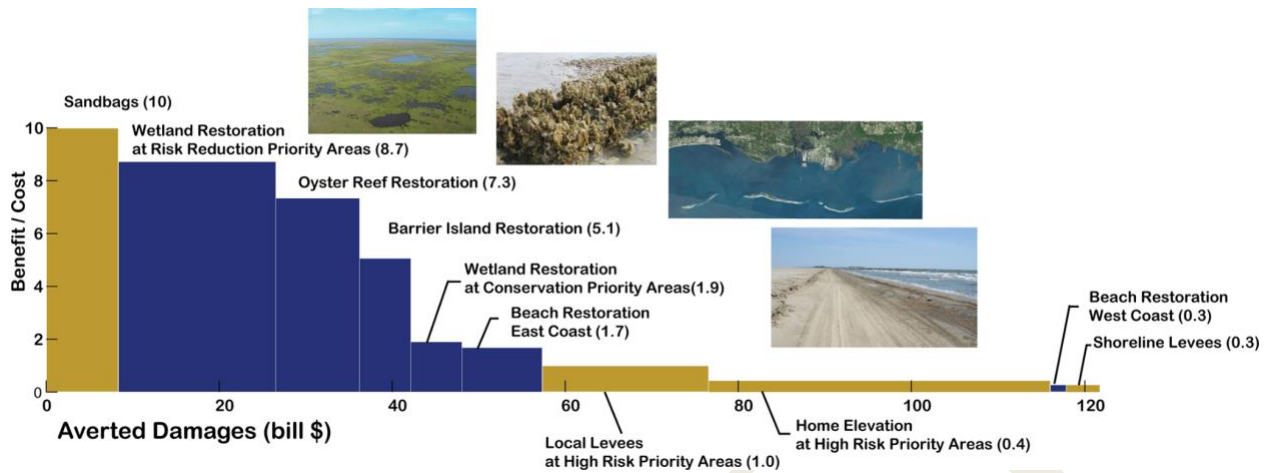 Sandbags (10)
Wetland Restoration
at Risk Reduction Priority Areas (8.7)
Oyster Reef Restoration (7.3)
Barrier Island Restoration (5.1)
Wetland Restoration
at Conservation Priority Areas(1.9)
Beach Restoration
East Coast (1.7)
Beach Restoration
West Coast (0.3)
Shoreline Levees (0.3)
Benefit / Cost
10
8
6
4
2
0
0 20 40 60 80 100 120
Averted Damages (bill $)
Local Levees
at High Risk Priority Areas (1.0)
Home Elevation
at High Risk Priority Areas (0.4)